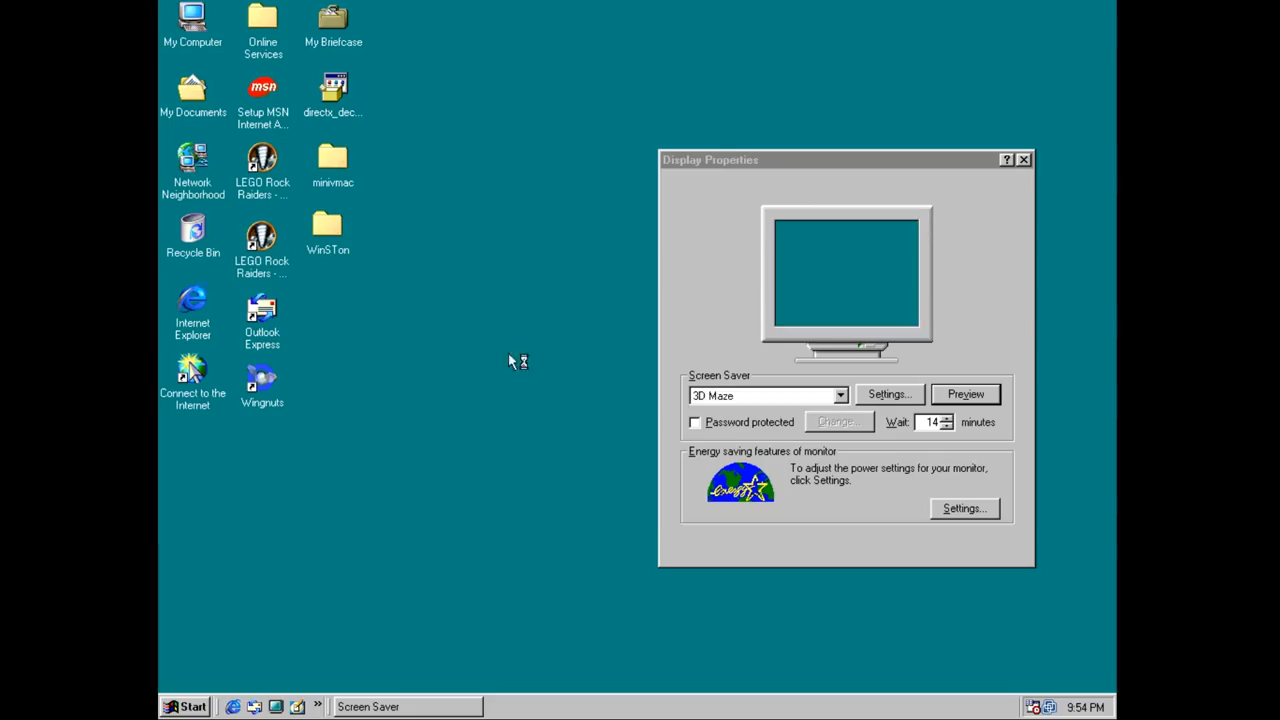 My Computer
Online
Services
My Briefcase
My Documents
msn
Setup MSN
Internet A...
directx_dec...
Network
Neighborhood
LEGO Rock
Raiders - ...
minivmac
Recycle Bin
LEGO Rock
Raiders - ...
WinSTon
Internet
Explorer
Outlook
Express
Connect to the
Internet
Wingnuts
Display Properties
Screen Saver
3D Maze
Settings...
Preview
Password protected
Change...
Wait: 14 minutes
Energy saving features of monitor
energy
To adjust the power settings for your monitor,
click Settings.
Settings...
Start
Screen Saver
9:54 PM